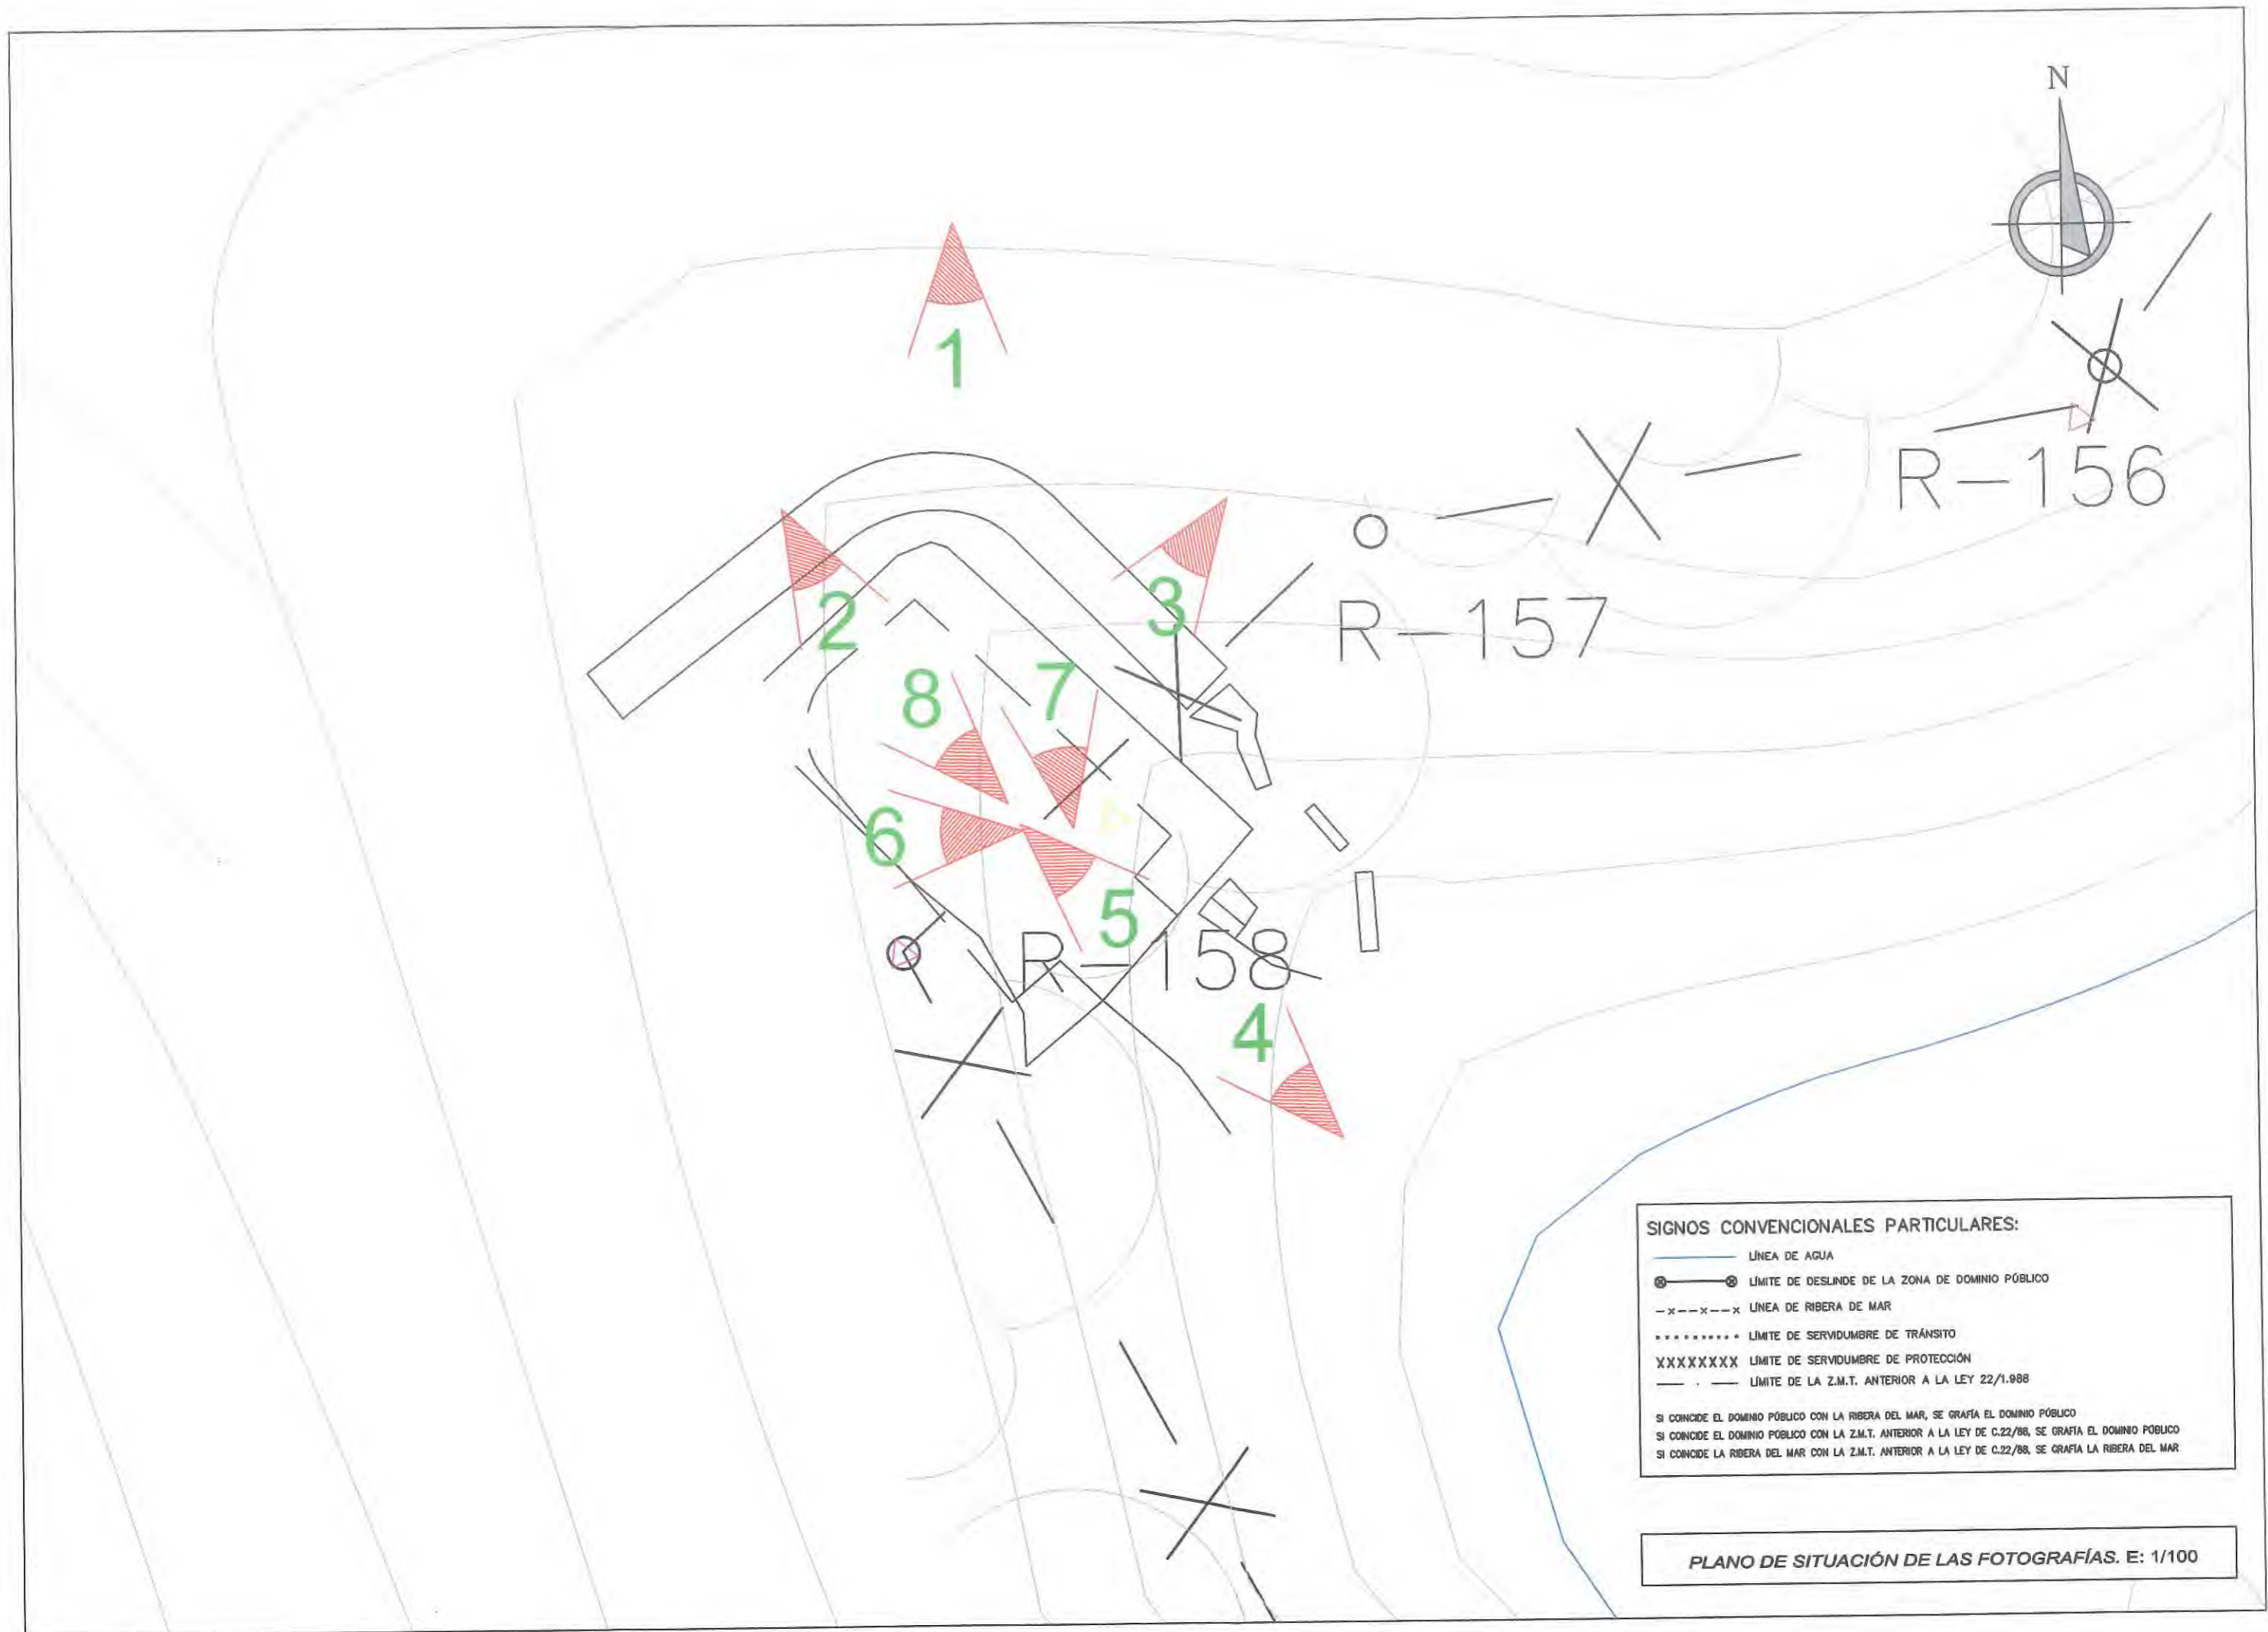 N
1
R-156
2
3
R-157
8
7
6
5
R-158
4
SIGNOS CONVENCIONALES PARTICULARES:
LÍNEA DE AGUA
LÍMITE DE DESLINDE DE LA ZONA DE DOMINIO PÚBLICO
-x--x--x LÍNEA DE RIBERA DE MAR
LÍMITE DE SERVIDUMBRE DE TRÁNSITO
XXXXXXXX LÍMITE DE SERVIDUMBRE DE PROTECCIÓN
LÍMITE DE LA Z.M.T. ANTERIOR A LA LEY 22/1.988
SI COINCIDE EL DOMINIO PÚBLICO CON LA RIBERA DEL MAR, SE GRAFÍA EL DOMINIO PÚBLICO
SI COINCIDE EL DOMINIO PÚBLICO CON LA Z.M.T. ANTERIOR A LA LEY DE C.22/88, SE GRAFÍA EL DOMINIO PÚBLICO
SI COINCIDE LA RIBERA DEL MAR CON LA Z.M.T. ANTERIOR A LA LEY DE C.22/88, SE GRAFÍA LA RIBERA DEL MAR
PLANO DE SITUACIÓN DE LAS FOTOGRAFÍAS. E: 1/100